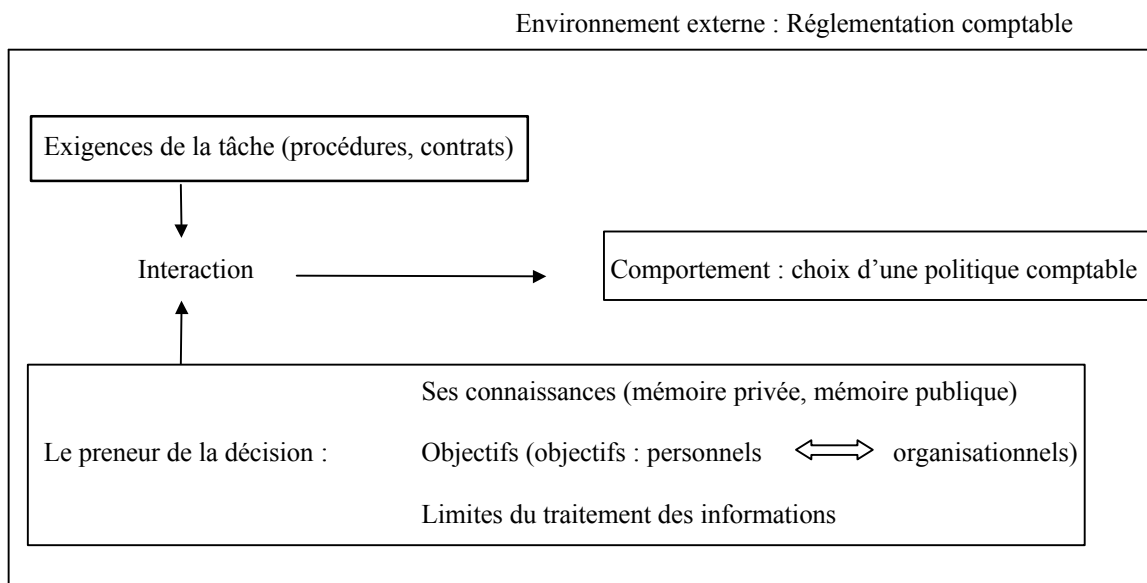 Environnement externe : Réglementation comptable
Exigences de la tâche (procédures, contrats)
Interaction
Comportement : choix d’une politique comptable
Ses connaissances (mémoire privée, mémoire publique)
Le preneur de la décision : Objectifs (objectifs : personnels organisationnels)
Limites du traitement des informations